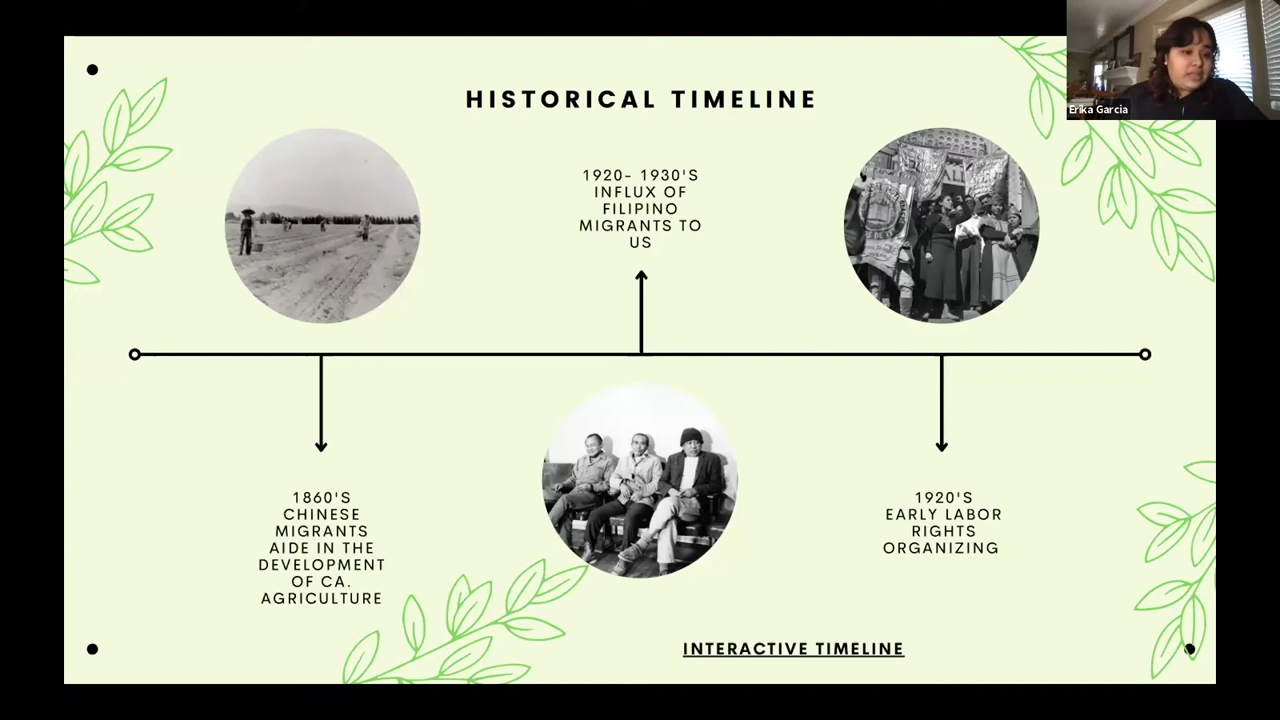 HISTORICAL TIMELINE
Erika Garcia
1920- 1930'S
INFLUX OF
FILIPINO
MIGRANTS TO
US
1860'S
CHINESE
MIGRANTS
AIDE IN THE
DEVELOPMENT
OF CA.
AGRICULTURE
1920'S
EARLY LABOR
RIGHTS
ORGANIZING
INTERACTIVE TIMELINE